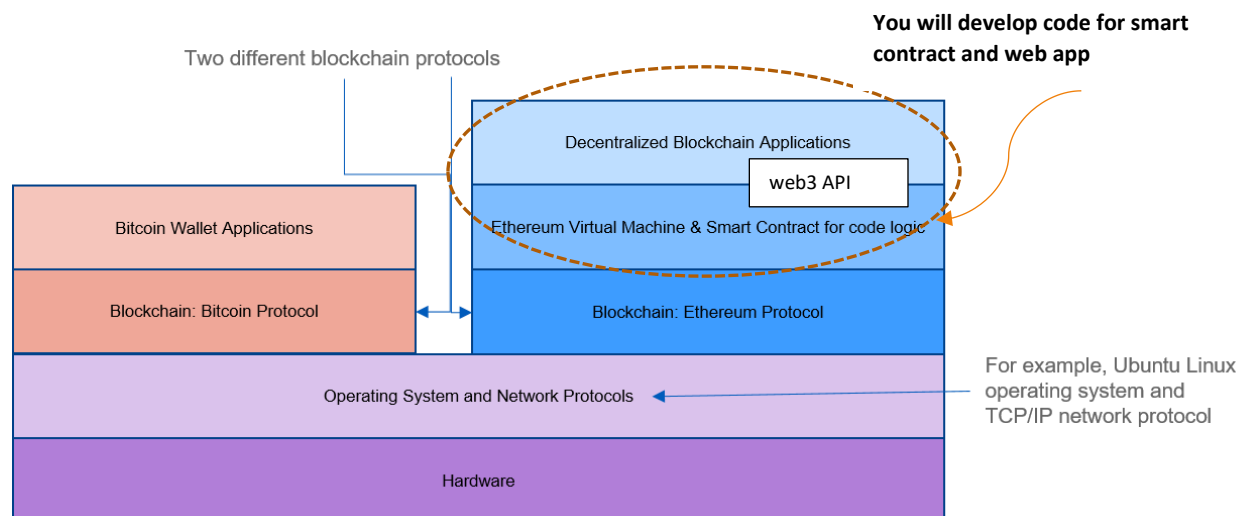 You will develop code for smart
contract and web app
Two different blockchain protocols
Decentralized Blockchain Applications
web3 API
Bitcoin Wallet Applications
Ethereum Virtual Machine & Smart Contract for code logic
Blockchain: Bitcoin Protocol
Blockchain: Ethereum Protocol
For example, Ubuntu Linux
operating system and
TCP/IP network protocol
Operating System and Network Protocols
Hardware